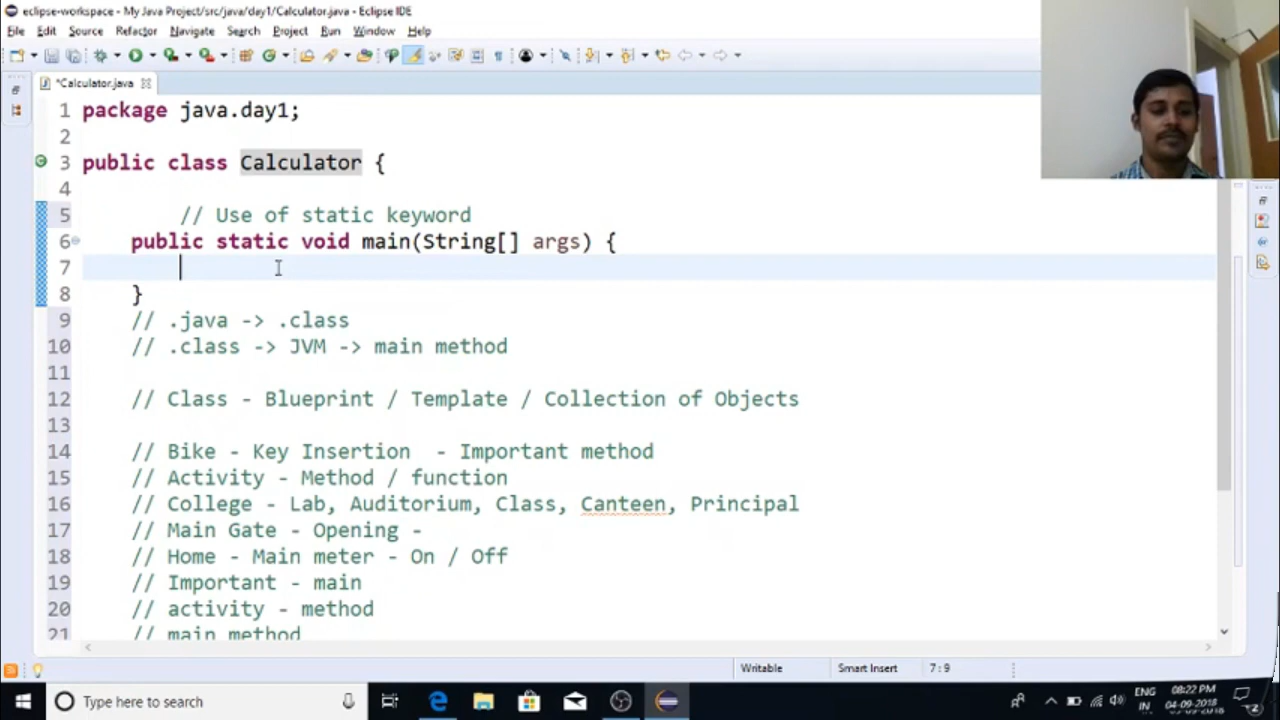 eclipse-workspace - My Java Project/src/java/day1/Calculator.java - Eclipse IDE
File Edit Source Refactor Navigate Search Project Run Window Help
*Calculator.java
1 package java.day1;
2
3 public class Calculator {
4
5 // Use of static keyword
6 public static void main(String[] args) {
7
8 }
9 // .java -> .class
10 // .class -> JVM -> main method
11
12 // Class - Blueprint / Template / Collection of Objects
13
14 // Bike - Key Insertion  - Important method
15 // Activity - Method / function
16 // College - Lab, Auditorium, Class, Canteen, Principal
17 // Main Gate - Opening -
18 // Home - Main meter - On / Off
19 // Important - main
20 // activity - method
21 // main method
Writable Smart Insert 7 : 9
Type here to search
ENG
IN
08:22 PM
04-09-2018